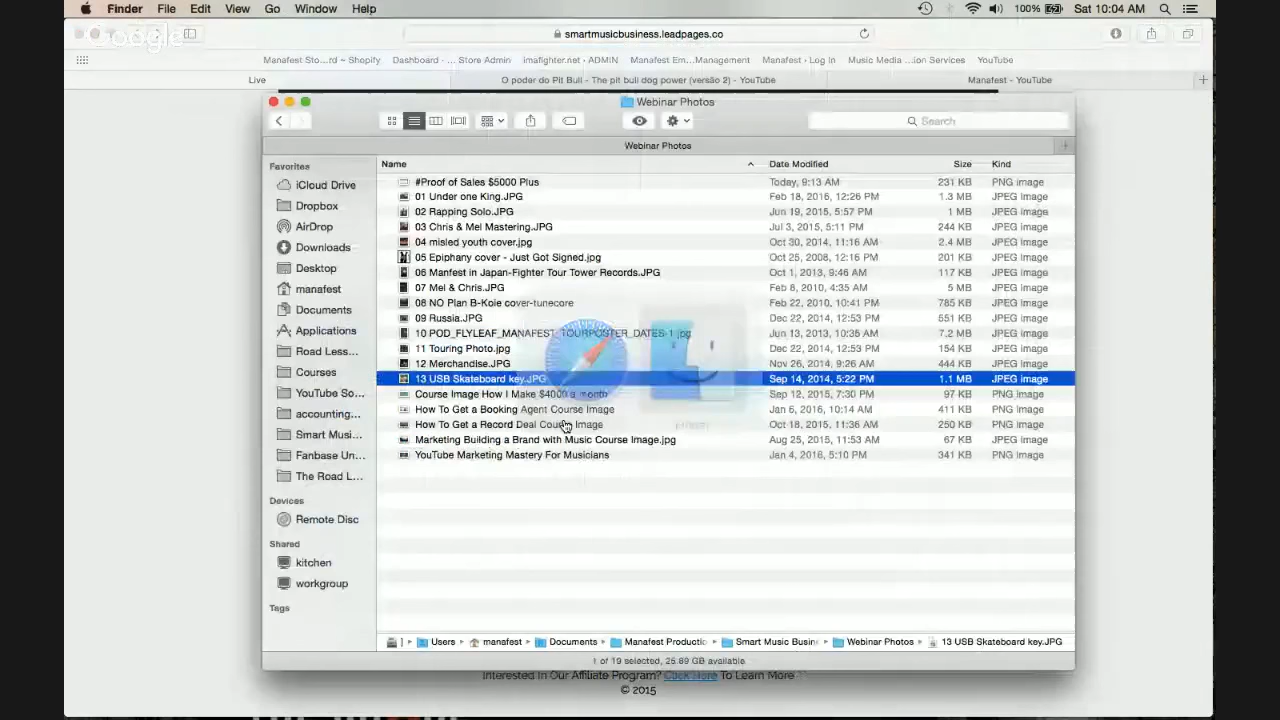 Finder File Edit View Go Window Help 100% Sat 10:04 AM
Google
smartmusicbusiness.leadpages.co
Manafest Sto...rd ~ Shopify Dashboard - ... Store Admin imafighter.net · ADMIN Manafest Em...Management Manafest › Log In Music Media ...ion Services YouTube
Live O poder do Pit Bull - The pit bull dog power (versão 2) - YouTube Manafest - YouTube
Webinar Photos
Search
Webinar Photos
Favorites
iCloud Drive
Dropbox
AirDrop
Downloads
Desktop
manafest
Documents
Applications
Road Less...
Courses
YouTube So...
accounting...
Smart Musi...
Fanbase Un...
The Road L...
Devices
Remote Disc
Shared
kitchen
workgroup
Tags
Name Date Modified Size Kind
#Proof of Sales $5000 Plus Today, 9:13 AM 231 KB PNG image
01 Under one King.JPG Feb 18, 2016, 12:26 PM 1.3 MB JPEG image
02 Rapping Solo.JPG Jun 19, 2015, 5:57 PM 1 MB JPEG image
03 Chris & Mel Mastering.JPG Jul 3, 2015, 5:11 PM 244 KB JPEG image
04 misled youth cover.jpg Oct 30, 2014, 11:16 AM 2.4 MB JPEG image
05 Epiphany cover - Just Got Signed.jpg Oct 25, 2008, 12:16 PM 201 KB JPEG image
06 Manfest in Japan-Fighter Tour Tower Records.JPG Oct 1, 2013, 9:46 AM 117 KB JPEG image
07 Mel & Chris.JPG Feb 8, 2010, 4:35 AM 5 MB JPEG image
08 NO Plan B-Koie cover-tunecore Feb 22, 2010, 10:41 PM 785 KB JPEG image
09 Russia.JPG Dec 22, 2014, 12:53 PM 551 KB JPEG image
10 POD_FLYLEAF_MANAFEST_TOURPOSTER_DATES-1.jpg Jun 13, 2013, 10:35 AM 7.2 MB JPEG image
11 Touring Photo.jpg Dec 22, 2014, 12:53 PM 154 KB JPEG image
12 Merchandise.JPG Nov 26, 2014, 9:26 AM 444 KB JPEG image
13 USB Skateboard key.JPG Sep 14, 2014, 5:22 PM 1.1 MB JPEG image
Course Image How I Make $4000 a month Sep 12, 2015, 7:30 PM 97 KB PNG image
How To Get a Booking Agent Course Image Jan 6, 2016, 10:14 AM 411 KB PNG image
How To Get a Record Deal Course Image Oct 18, 2015, 11:36 AM 250 KB PNG image
Marketing Building a Brand with Music Course Image.jpg Aug 25, 2015, 11:53 AM 67 KB JPEG image
YouTube Marketing Mastery For Musicians Jan 4, 2016, 5:10 PM 341 KB PNG image
Users manafest Documents Manafest Productic Smart Music Busin Webinar Photos 13 USB Skateboard key.JPG
1 of 19 selected, 25.89 GB available
Interested In Our Affiliate Program? Click Here To Learn More
© 2015